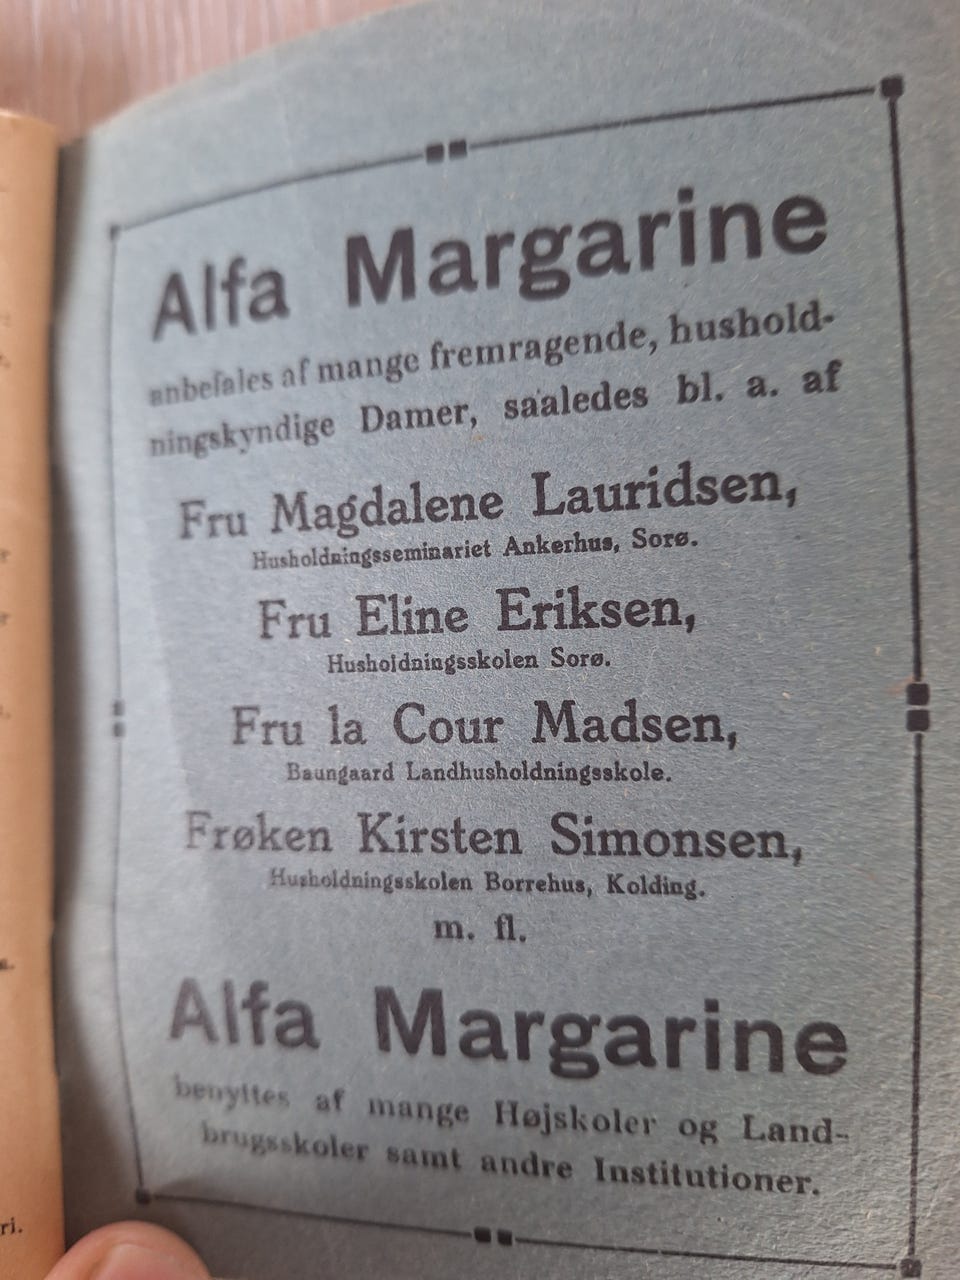 Alfa Margarine
anbefales af mange fremragende, hushold-
ningskyndige Damer, saaledes bl. a. af
Fru Magdalene Lauridsen,
Husholdningsseminariet Ankerhus, Sorø.
Fru Eline Eriksen,
Husholdningsskolen Sorø.
Fru la Cour Madsen,
Baungaard Landhusholdningsskole.
Frøken Kirsten Simonsen,
Husholdningsskolen Borrehus, Kolding.
m. fl.
Alfa Margarine
benyttes af mange Højskoler og Land-
brugsskoler samt andre Institutioner.